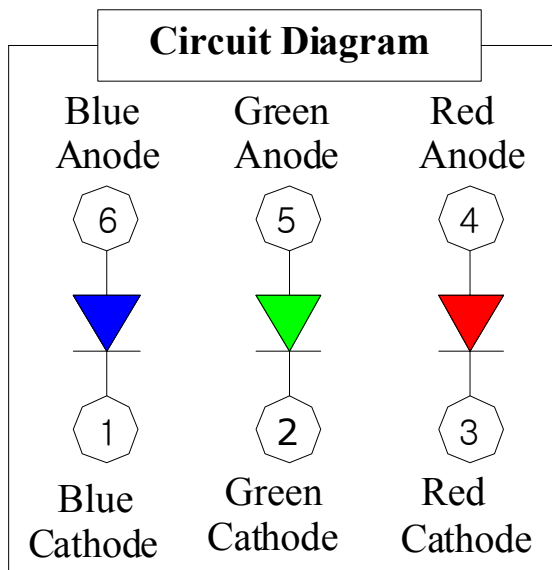 Circuit Diagram
Blue Anode
Green Anode
Red Anode
6
5
4
1
2
3
Blue Cathode
Green Cathode
Red Cathode